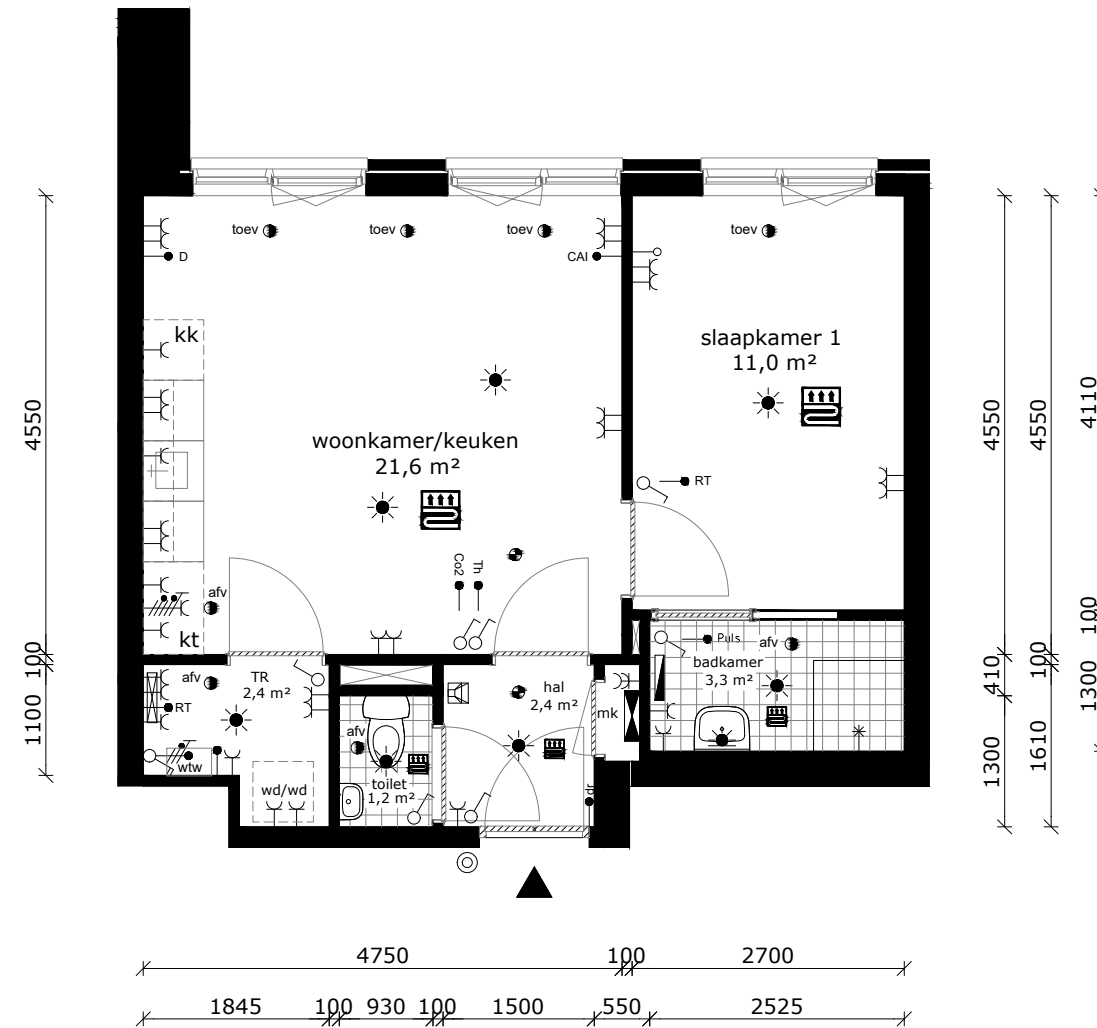 toev
toev
toev
toev
D
CAI
kk
slaapkamer 1
11,0 m²
woonkamer/keuken
21,6 m²
RT
Co2
Th
afv
kt
Puls
afv
badkamer
3,3 m²
afv
TR
2,4 m²
RT
hal
2,4 m²
mk
afv
wtw
toilet
1,2 m²
wd/wd
dr
4550
100
1100
4550
410
1300
4550
100
1610
4110
100
1300
4750
100
2700
1845
100
930
100
1500
550
2525